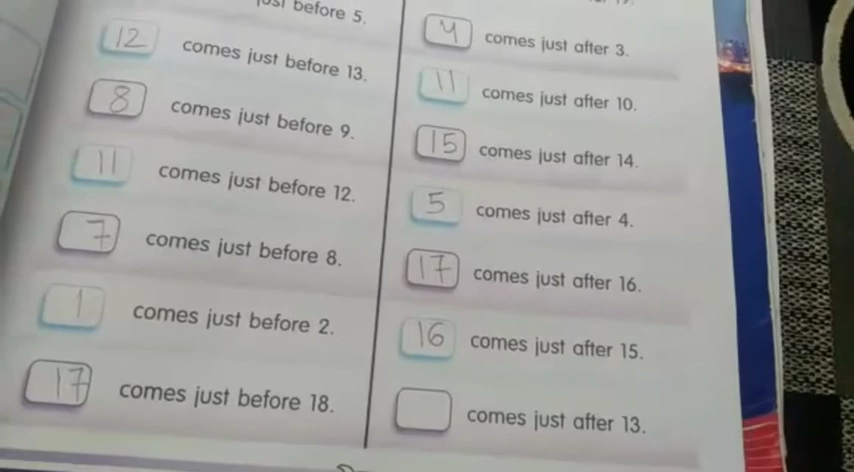 before 5.
12 comes just before 13.
8 comes just before 9.
11 comes just before 12.
7 comes just before 8.
1 comes just before 2.
17 comes just before 18.
4 comes just after 3.
11 comes just after 10.
15 comes just after 14.
5 comes just after 4.
17 comes just after 16.
16 comes just after 15.
comes just after 13.